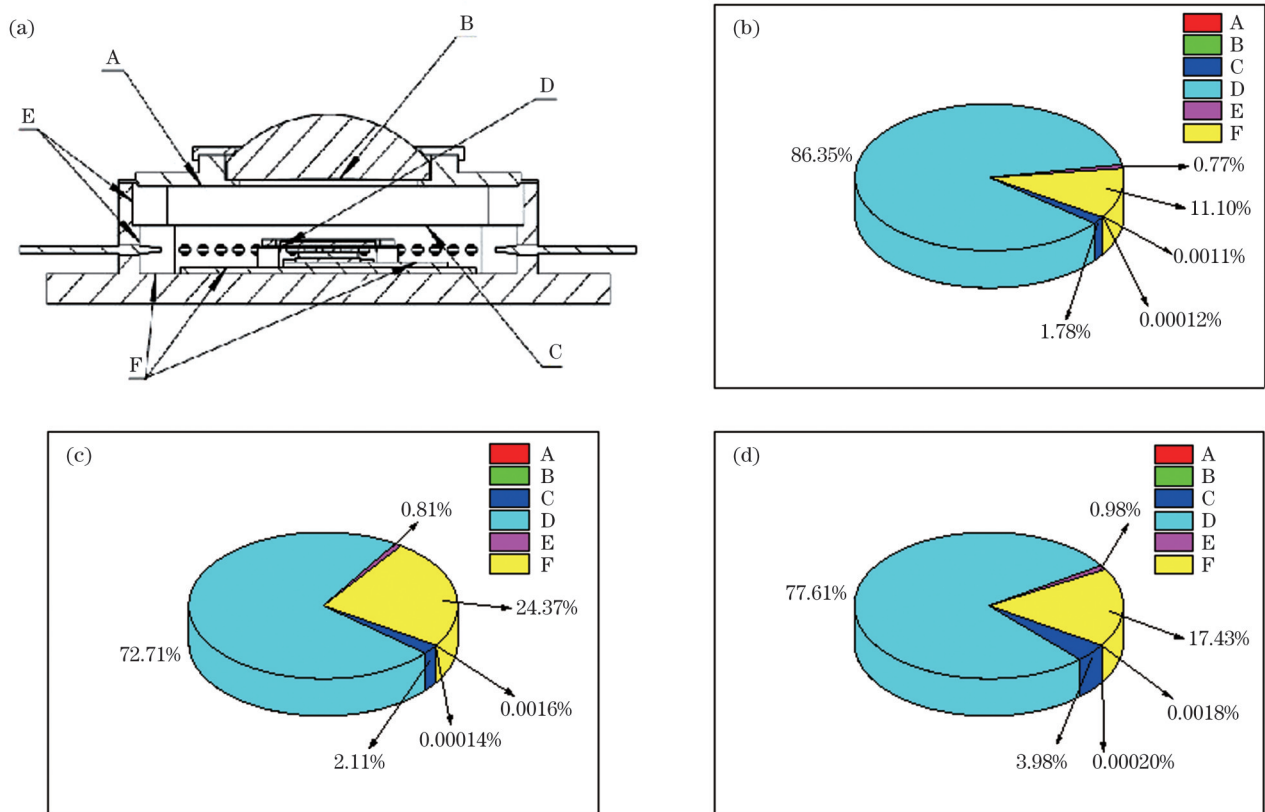 (a)
B
A
D
E
F
C
(b)
A
B
C
D
E
F
86.35%
0.77%
11.10%
0.0011%
0.00012%
1.78%
(c)
A
B
C
D
E
F
0.81%
24.37%
72.71%
0.0016%
0.00014%
2.11%
(d)
A
B
C
D
E
F
0.98%
77.61%
17.43%
0.0018%
3.98%
0.00020%